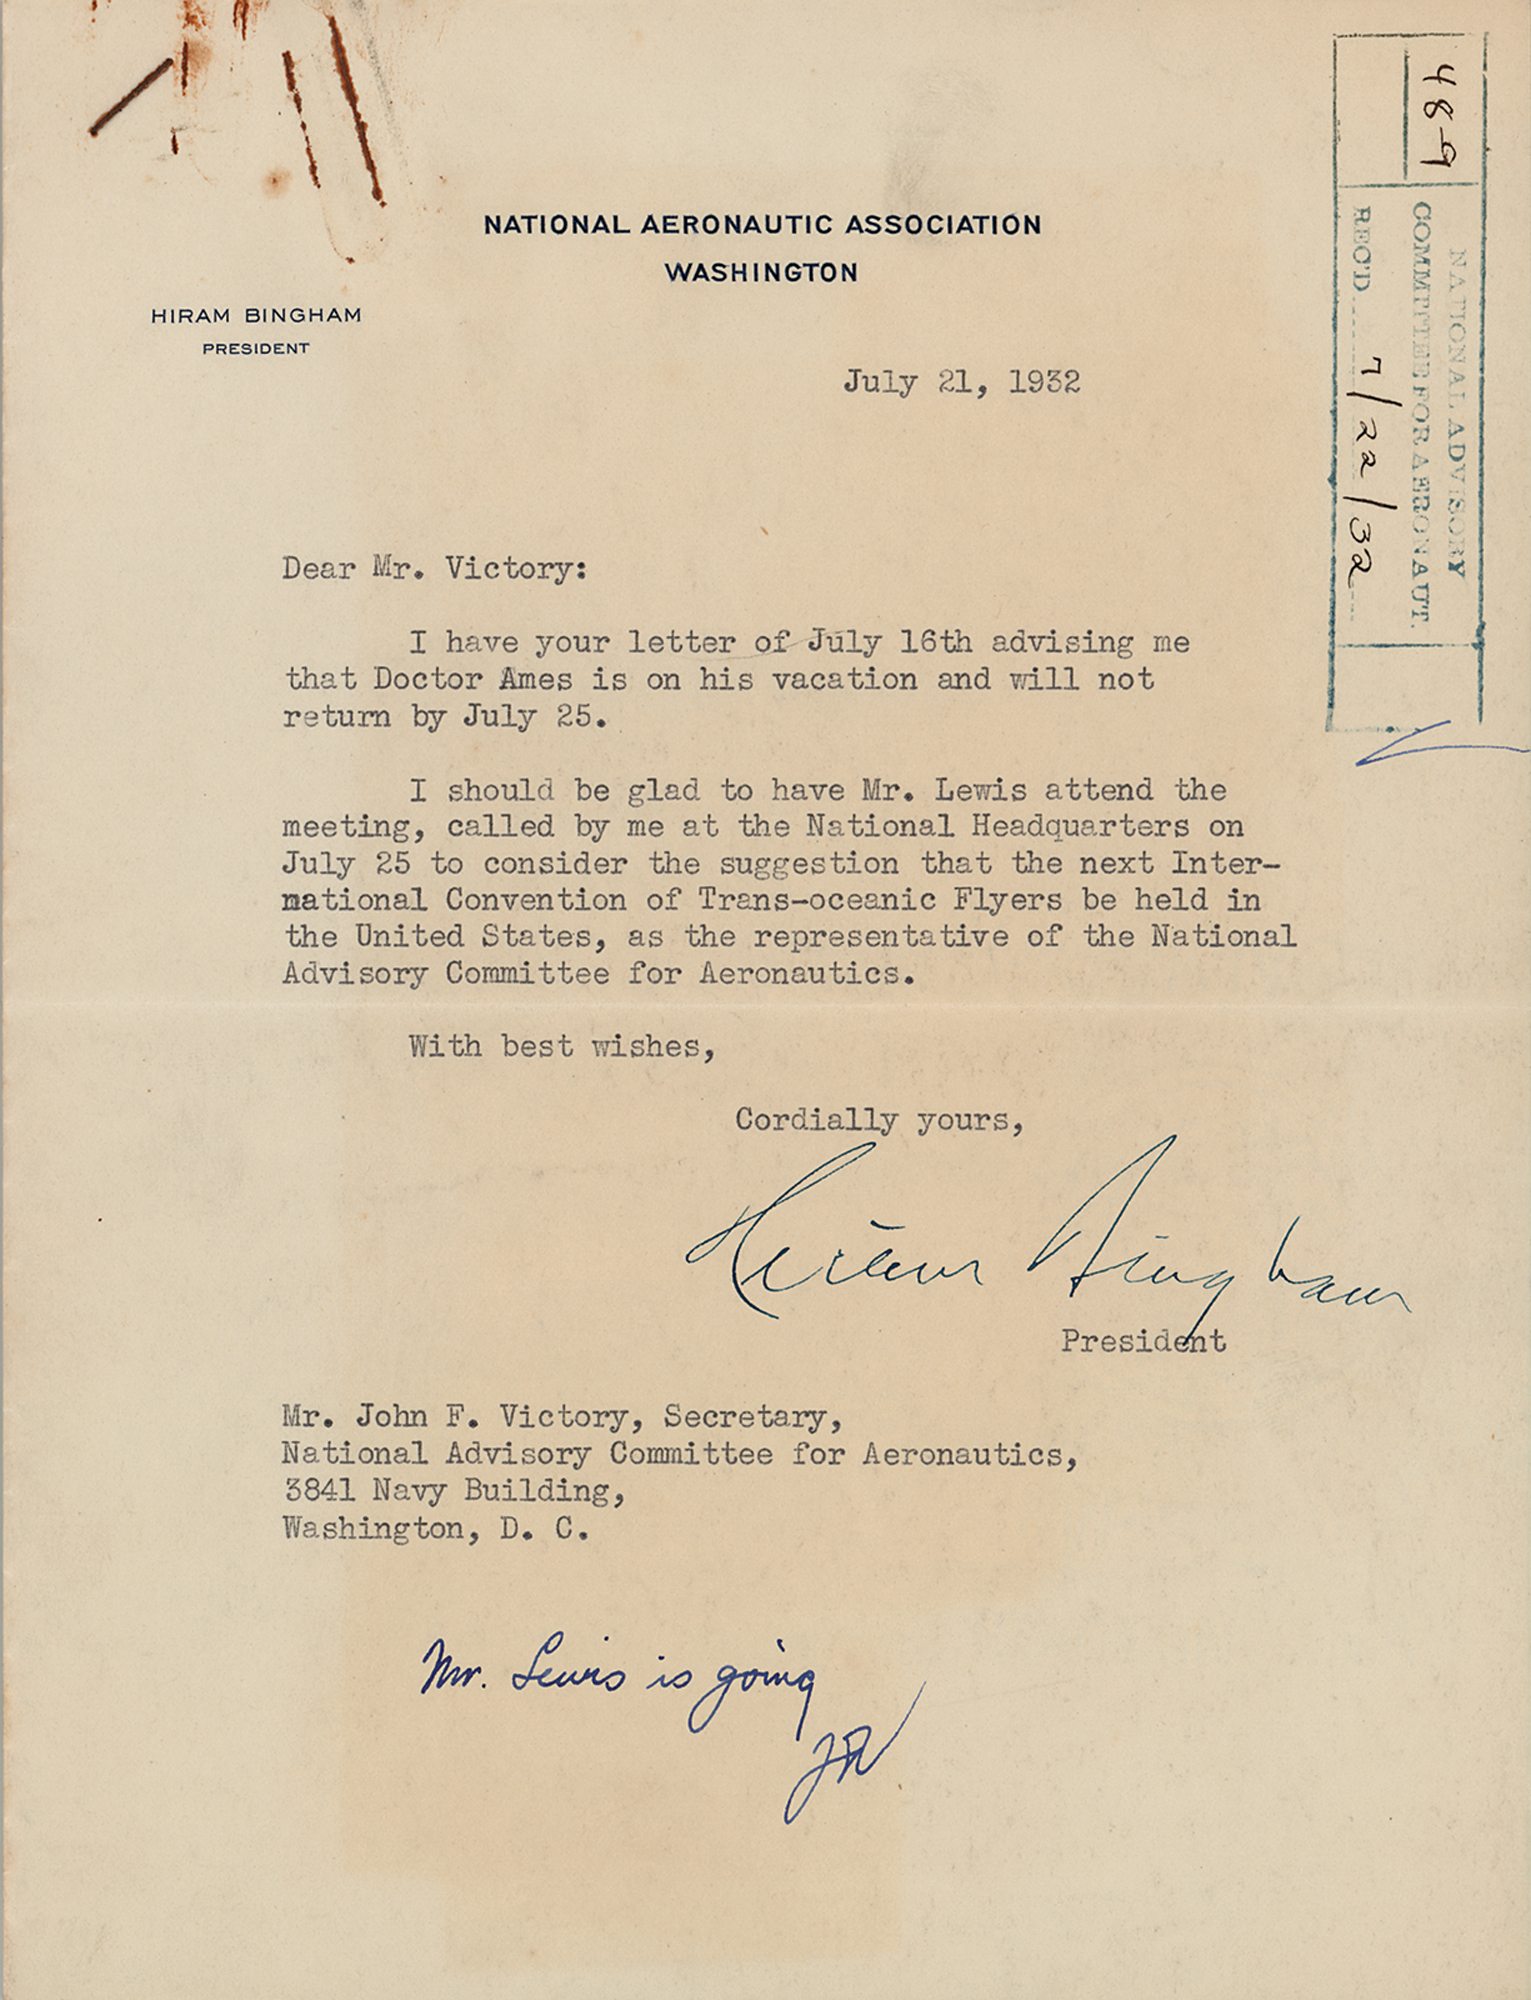 NATIONAL AERONAUTIC ASSOCIATION
WASHINGTON
HIRAM BINGHAM
PRESIDENT
489
NATIONAL ADVISORY
COMMITTEE FOR AERONAUT.
REC'D 7/22/32
July 21, 1932
Dear Mr. Victory:
I have your letter of July 16th advising me
that Doctor Ames is on his vacation and will not
return by July 25.
I should be glad to have Mr. Lewis attend the
meeting, called by me at the National Headquarters on
July 25 to consider the suggestion that the next Inter-
national Convention of Trans-oceanic Flyers be held in
the United States, as the representative of the National
Advisory Committee for Aeronautics.
With best wishes,
Cordially yours,
Hiram Bingham
President
Mr. John F. Victory, Secretary,
National Advisory Committee for Aeronautics,
3841 Navy Building,
Washington, D. C.
Mr. Lewis is going